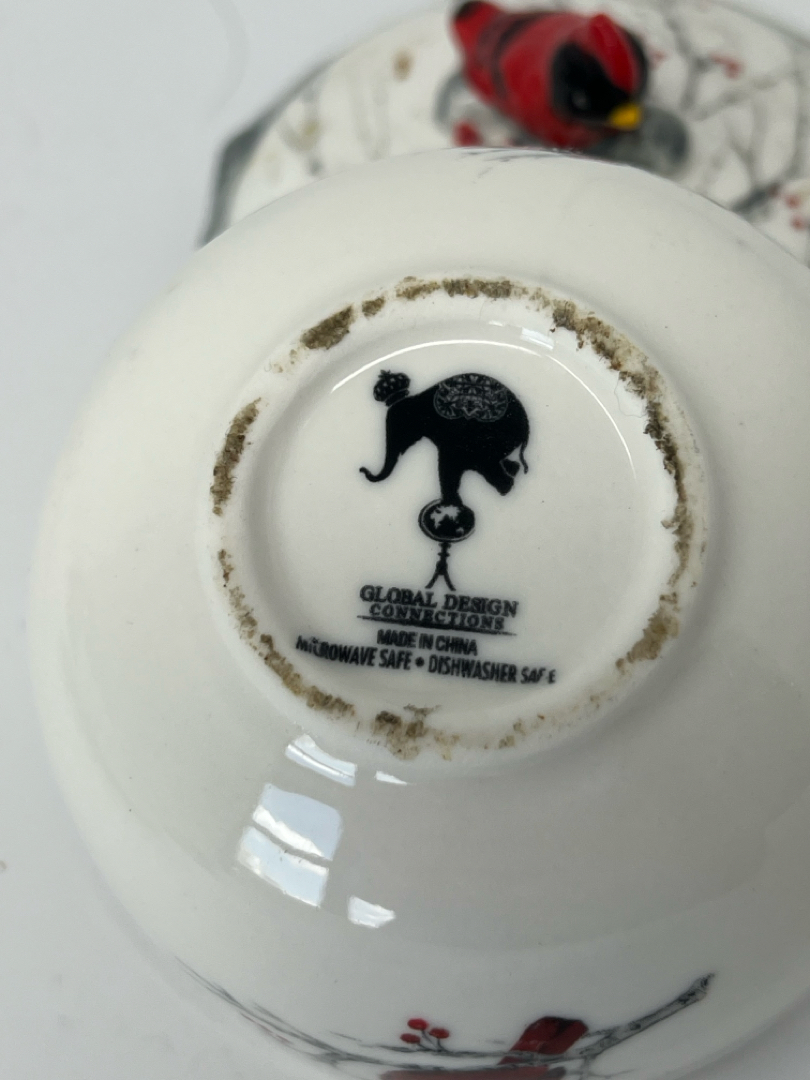 GLOBAL DESIGN
CONNECTIONS
MADE IN CHINA
MICROWAVE SAFE • DISHWASHER SAFE